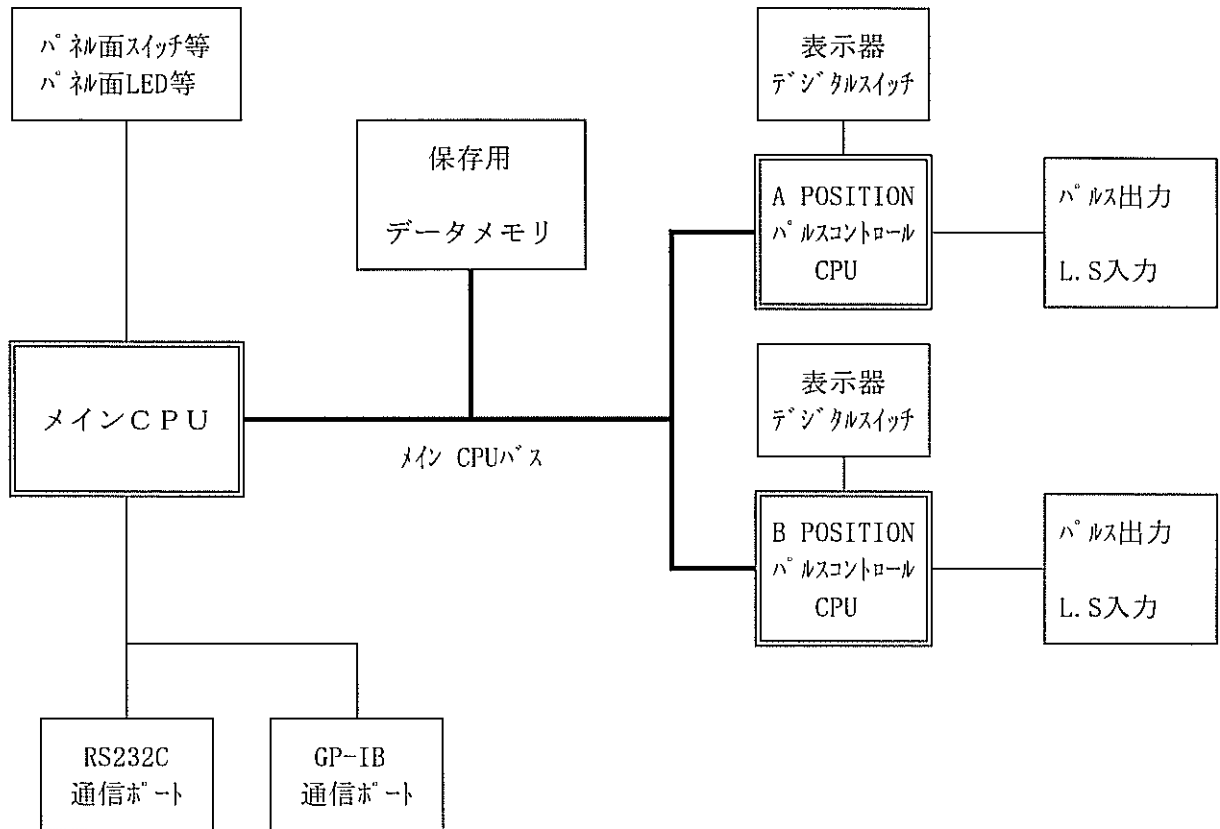 パネル面スイッチ等
パネル面LED等
表示器
デジタルスイッチ
保存用
データメモリ
A POSITION
パルスコントロール
CPU
パルス出力
L.S入力
メインCPU
メイン CPUバス
表示器
デジタルスイッチ
B POSITION
パルスコントロール
CPU
パルス出力
L.S入力
RS232C
通信ポート
GP-IB
通信ポート